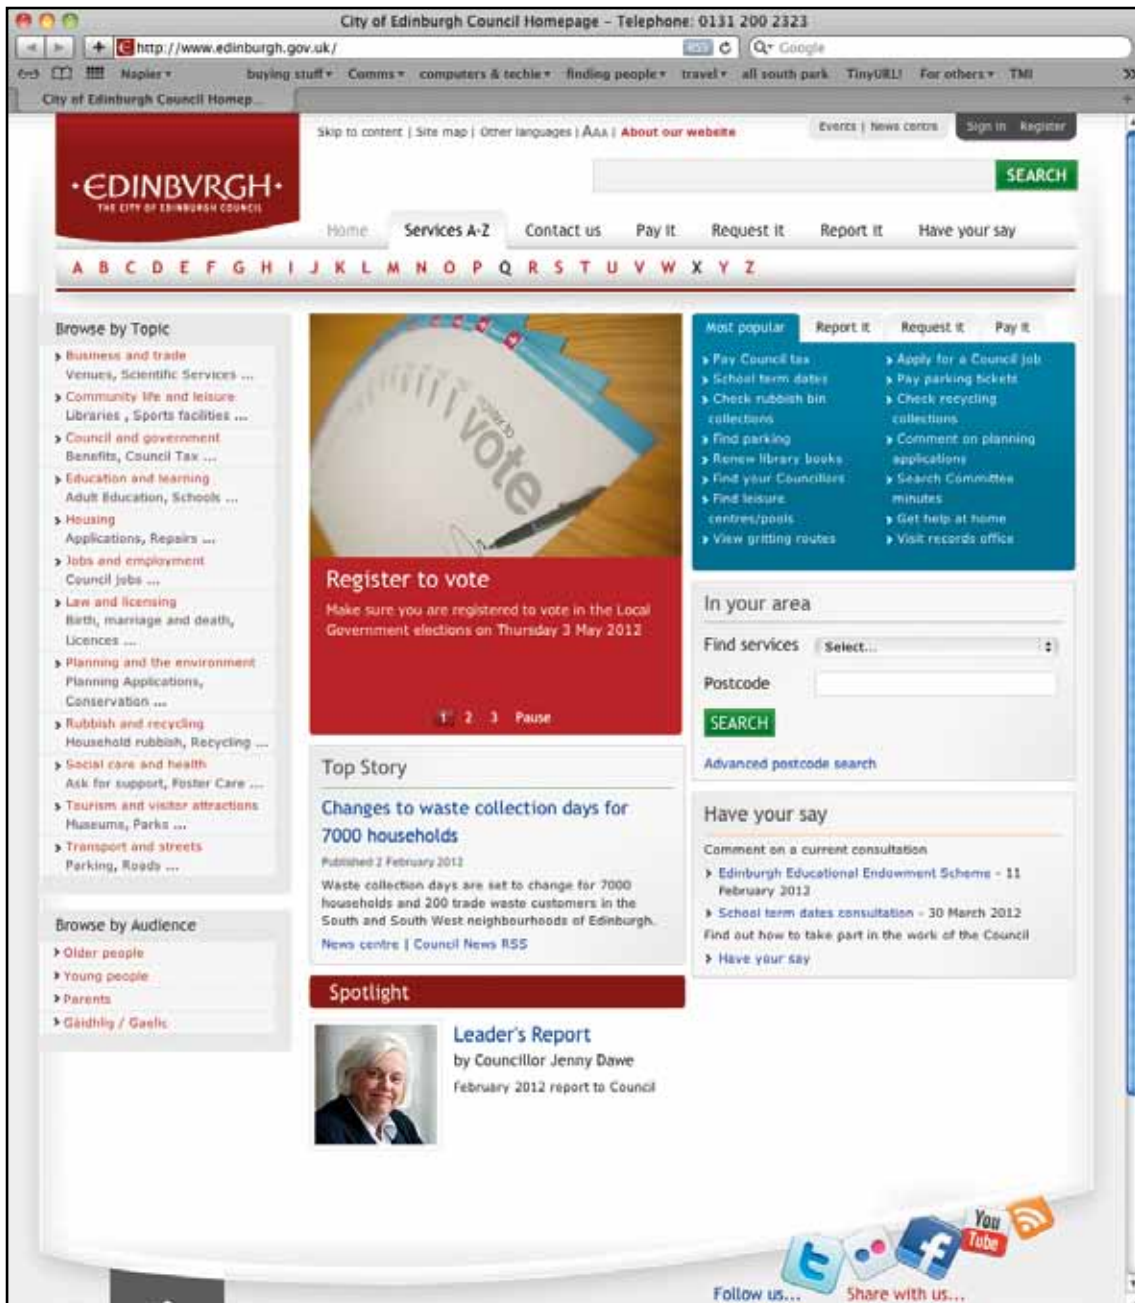 City of Edinburgh Council Homepage – Telephone: 0131 200 2323
http://www.edinburgh.gov.uk/
RSS
Google
Napier buying stuff Comms computers & techie finding people travel all south park TinyURL! For others TMI
City of Edinburgh Council Homep...
Skip to content | Site map | Other languages | AAA | About our website
Events | News centre
Sign in Register
·EDINBVRGH·
THE CITY OF EDINBURGH COUNCIL
SEARCH
Home Services A-Z Contact us Pay it Request it Report it Have your say
A B C D E F G H I J K L M N O P Q R S T U V W X Y Z
Browse by Topic
Business and trade
Venues, Scientific Services ...
Community life and leisure
Libraries , Sports facilities ...
Council and government
Benefits, Council Tax ...
Education and learning
Adult Education, Schools ...
Housing
Applications, Repairs ...
Jobs and employment
Council jobs ...
Law and licensing
Birth, marriage and death,
Licences ...
Planning and the environment
Planning Applications,
Conservation ...
Rubbish and recycling
Household rubbish, Recycling ...
Social care and health
Ask for support, Foster Care ...
Tourism and visitor attractions
Museums, Parks ...
Transport and streets
Parking, Roads ...
Browse by Audience
Older people
Young people
Parents
Gàidhlig / Gaelic
register to
vote
Register to vote
Make sure you are registered to vote in the Local
Government elections on Thursday 3 May 2012
1 2 3 Pause
Top Story
Changes to waste collection days for
7000 households
Published 2 February 2012
Waste collection days are set to change for 7000
households and 200 trade waste customers in the
South and South West neighbourhoods of Edinburgh.
News centre | Council News RSS
Spotlight
Leader's Report
by Councillor Jenny Dawe
February 2012 report to Council
Most popular Report it Request it Pay it
Pay Council tax
School term dates
Check rubbish bin
collections
Find parking
Renew library books
Find your Councillors
Find leisure
centres/pools
View gritting routes
Apply for a Council job
Pay parking tickets
Check recycling
collections
Comment on planning
applications
Search Committee
minutes
Get help at home
Visit records office
In your area
Find services Select...
Postcode
SEARCH
Advanced postcode search
Have your say
Comment on a current consultation
Edinburgh Educational Endowment Scheme - 11
February 2012
School term dates consultation - 30 March 2012
Find out how to take part in the work of the Council
Have your say
You
Tube
Follow us... Share with us...